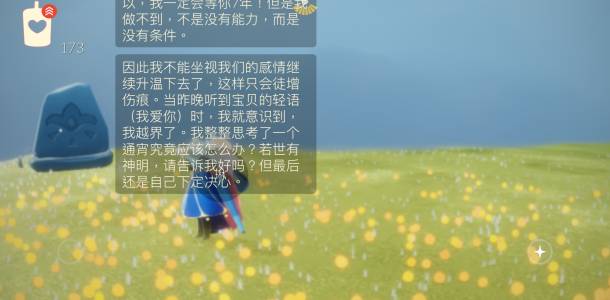 173
以，我一定会等你7年！但是我
做不到，不是没有能力，而是
没有条件。
因此我不能坐视我们的感情继
续升温下去了，这样只会徒增
伤痕。当昨晚听到宝贝的轻语
（我爱你）时，我就意识到，
我越界了。我整整思考了一个
通宵究竟应该怎么办？若世有
神明，请告诉我好吗？但最后
还是自己下定决心。